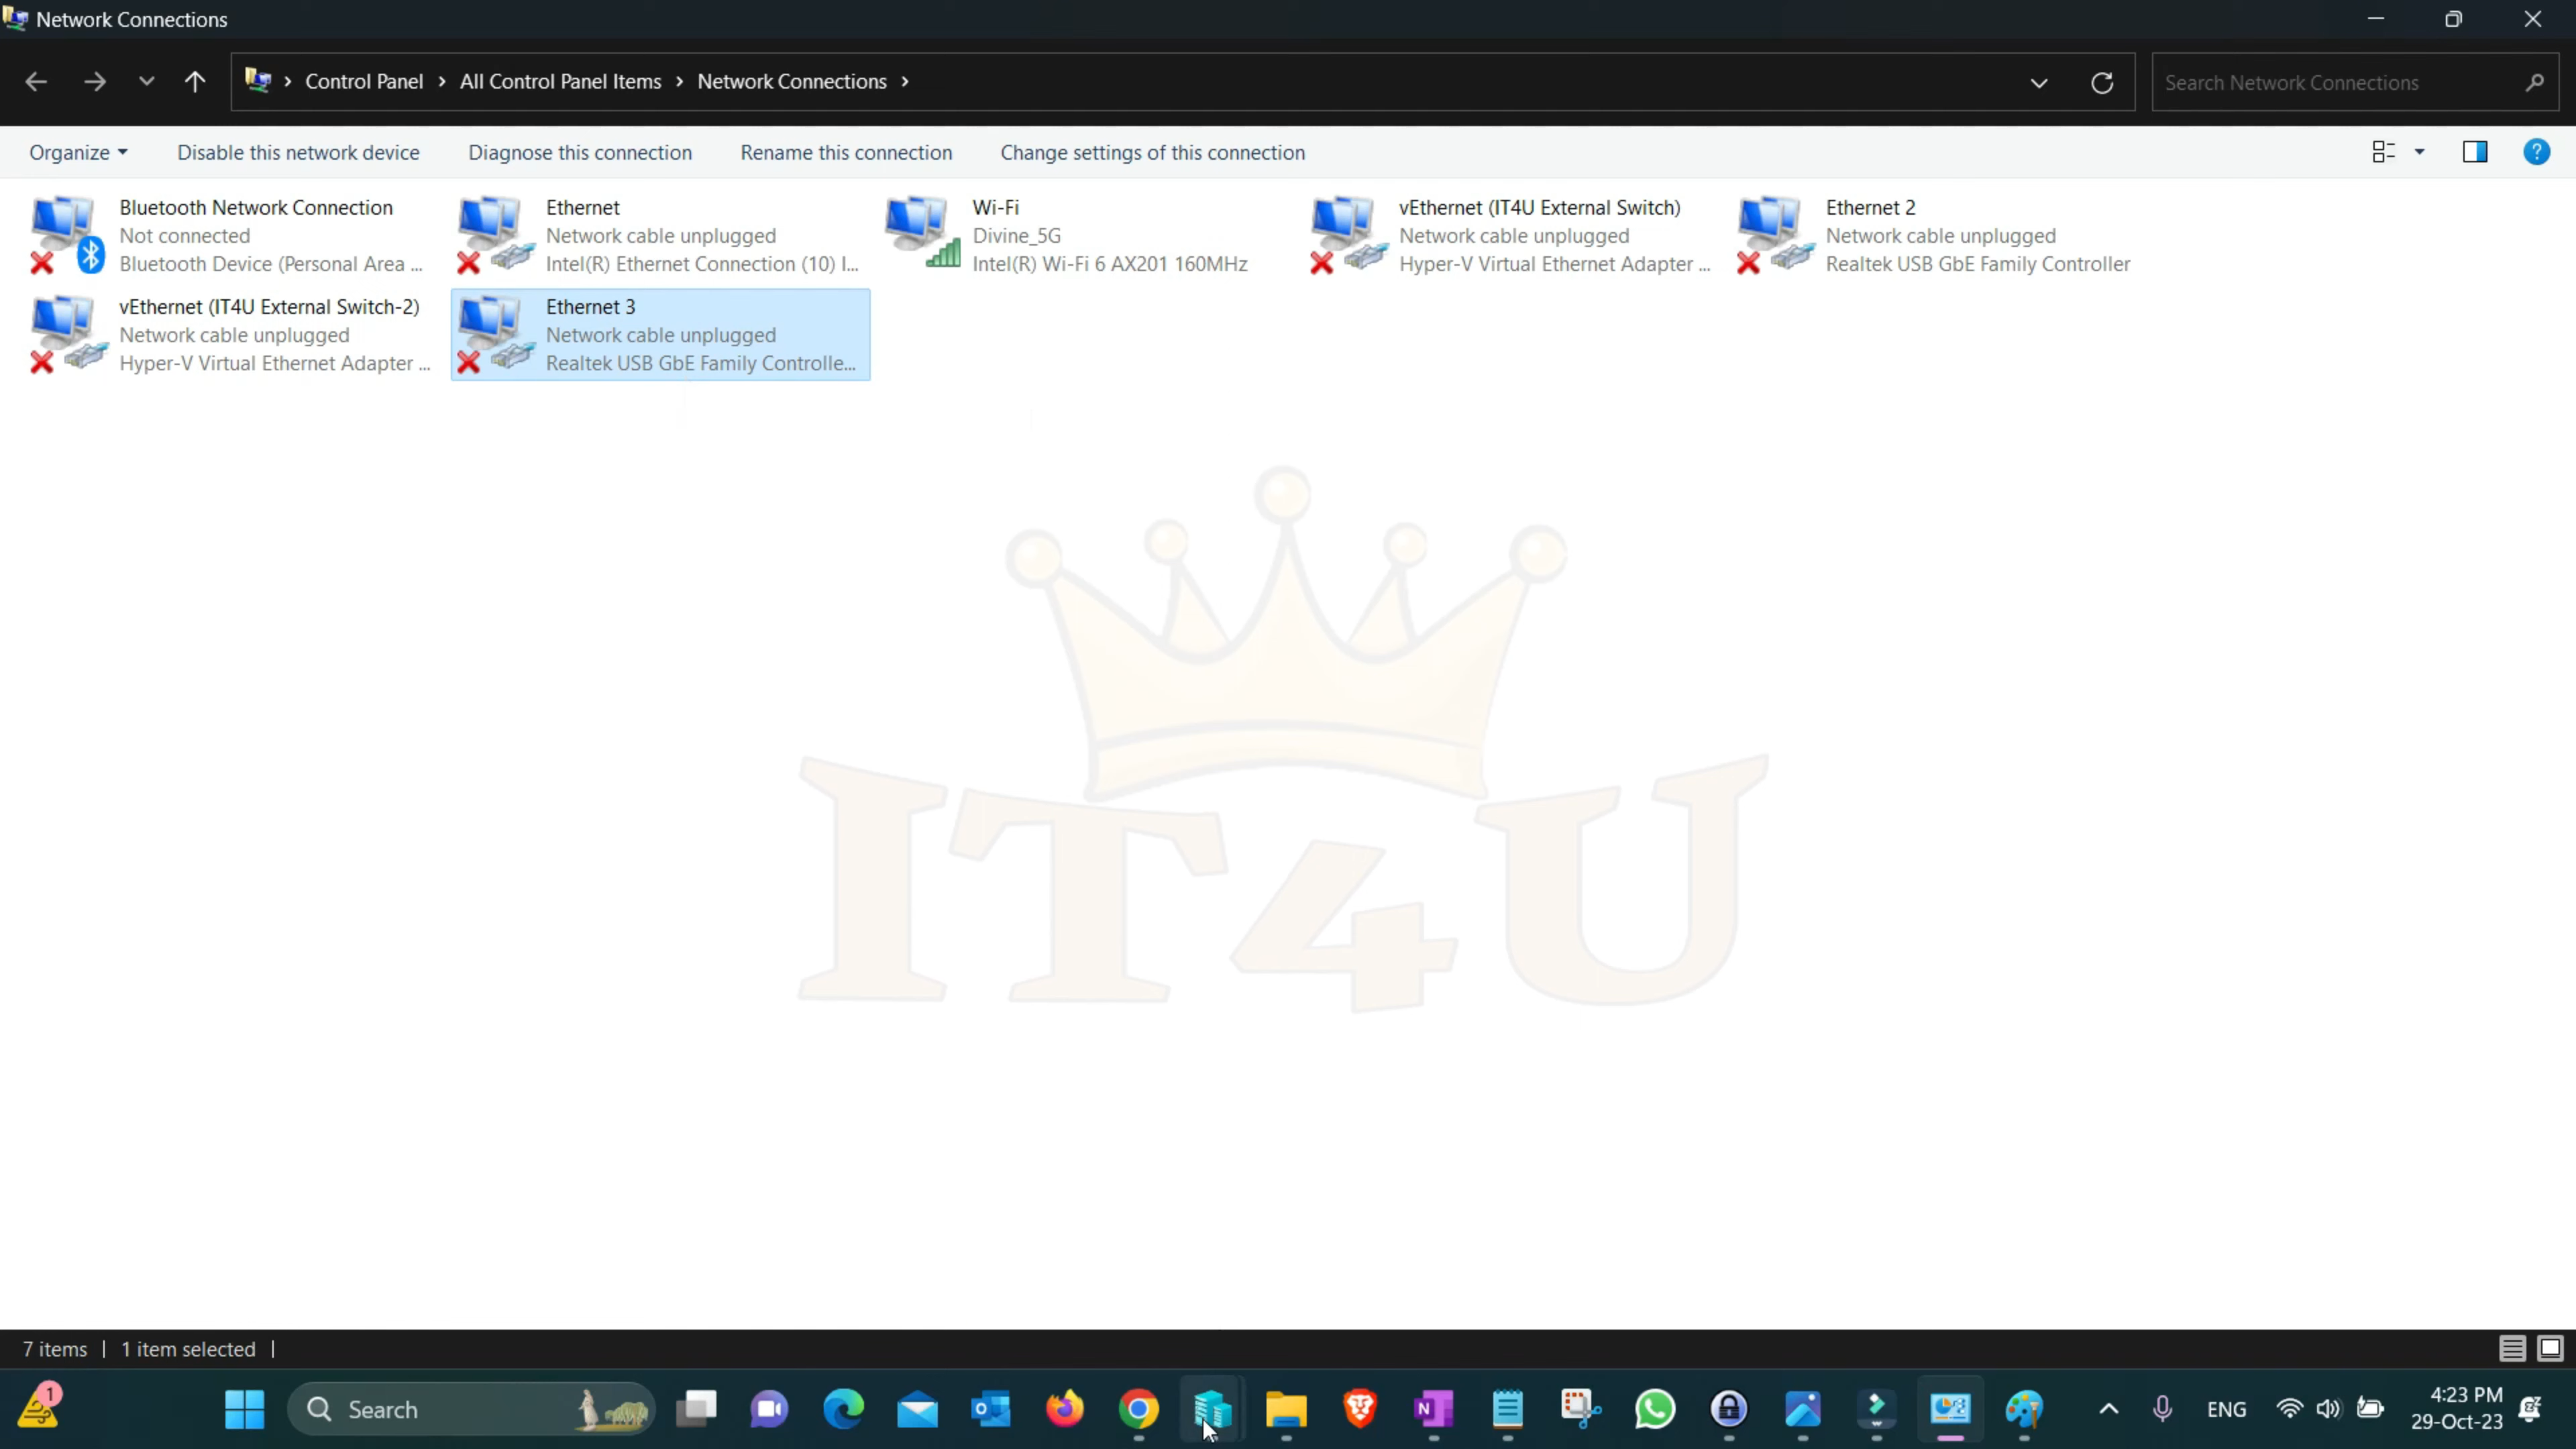 Network Connections
Control Panel
All Control Panel Items
Network Connections
Search Network Connections
Organize
Disable this network device
Diagnose this connection
Rename this connection
Change settings of this connection
?
Bluetooth Network Connection
Not connected
Bluetooth Device (Personal Area ...
Ethernet
Network cable unplugged
Intel(R) Ethernet Connection (10) I...
Wi-Fi
Divine_5G
Intel(R) Wi-Fi 6 AX201 160MHz
vEthernet (IT4U External Switch)
Network cable unplugged
Hyper-V Virtual Ethernet Adapter ...
Ethernet 2
Network cable unplugged
Realtek USB GbE Family Controller
vEthernet (IT4U External Switch-2)
Network cable unplugged
Hyper-V Virtual Ethernet Adapter ...
Ethernet 3
Network cable unplugged
Realtek USB GbE Family Controlle...
IT4U
7 items
1 item selected
1
Search
ENG
4:23 PM
29-Oct-23